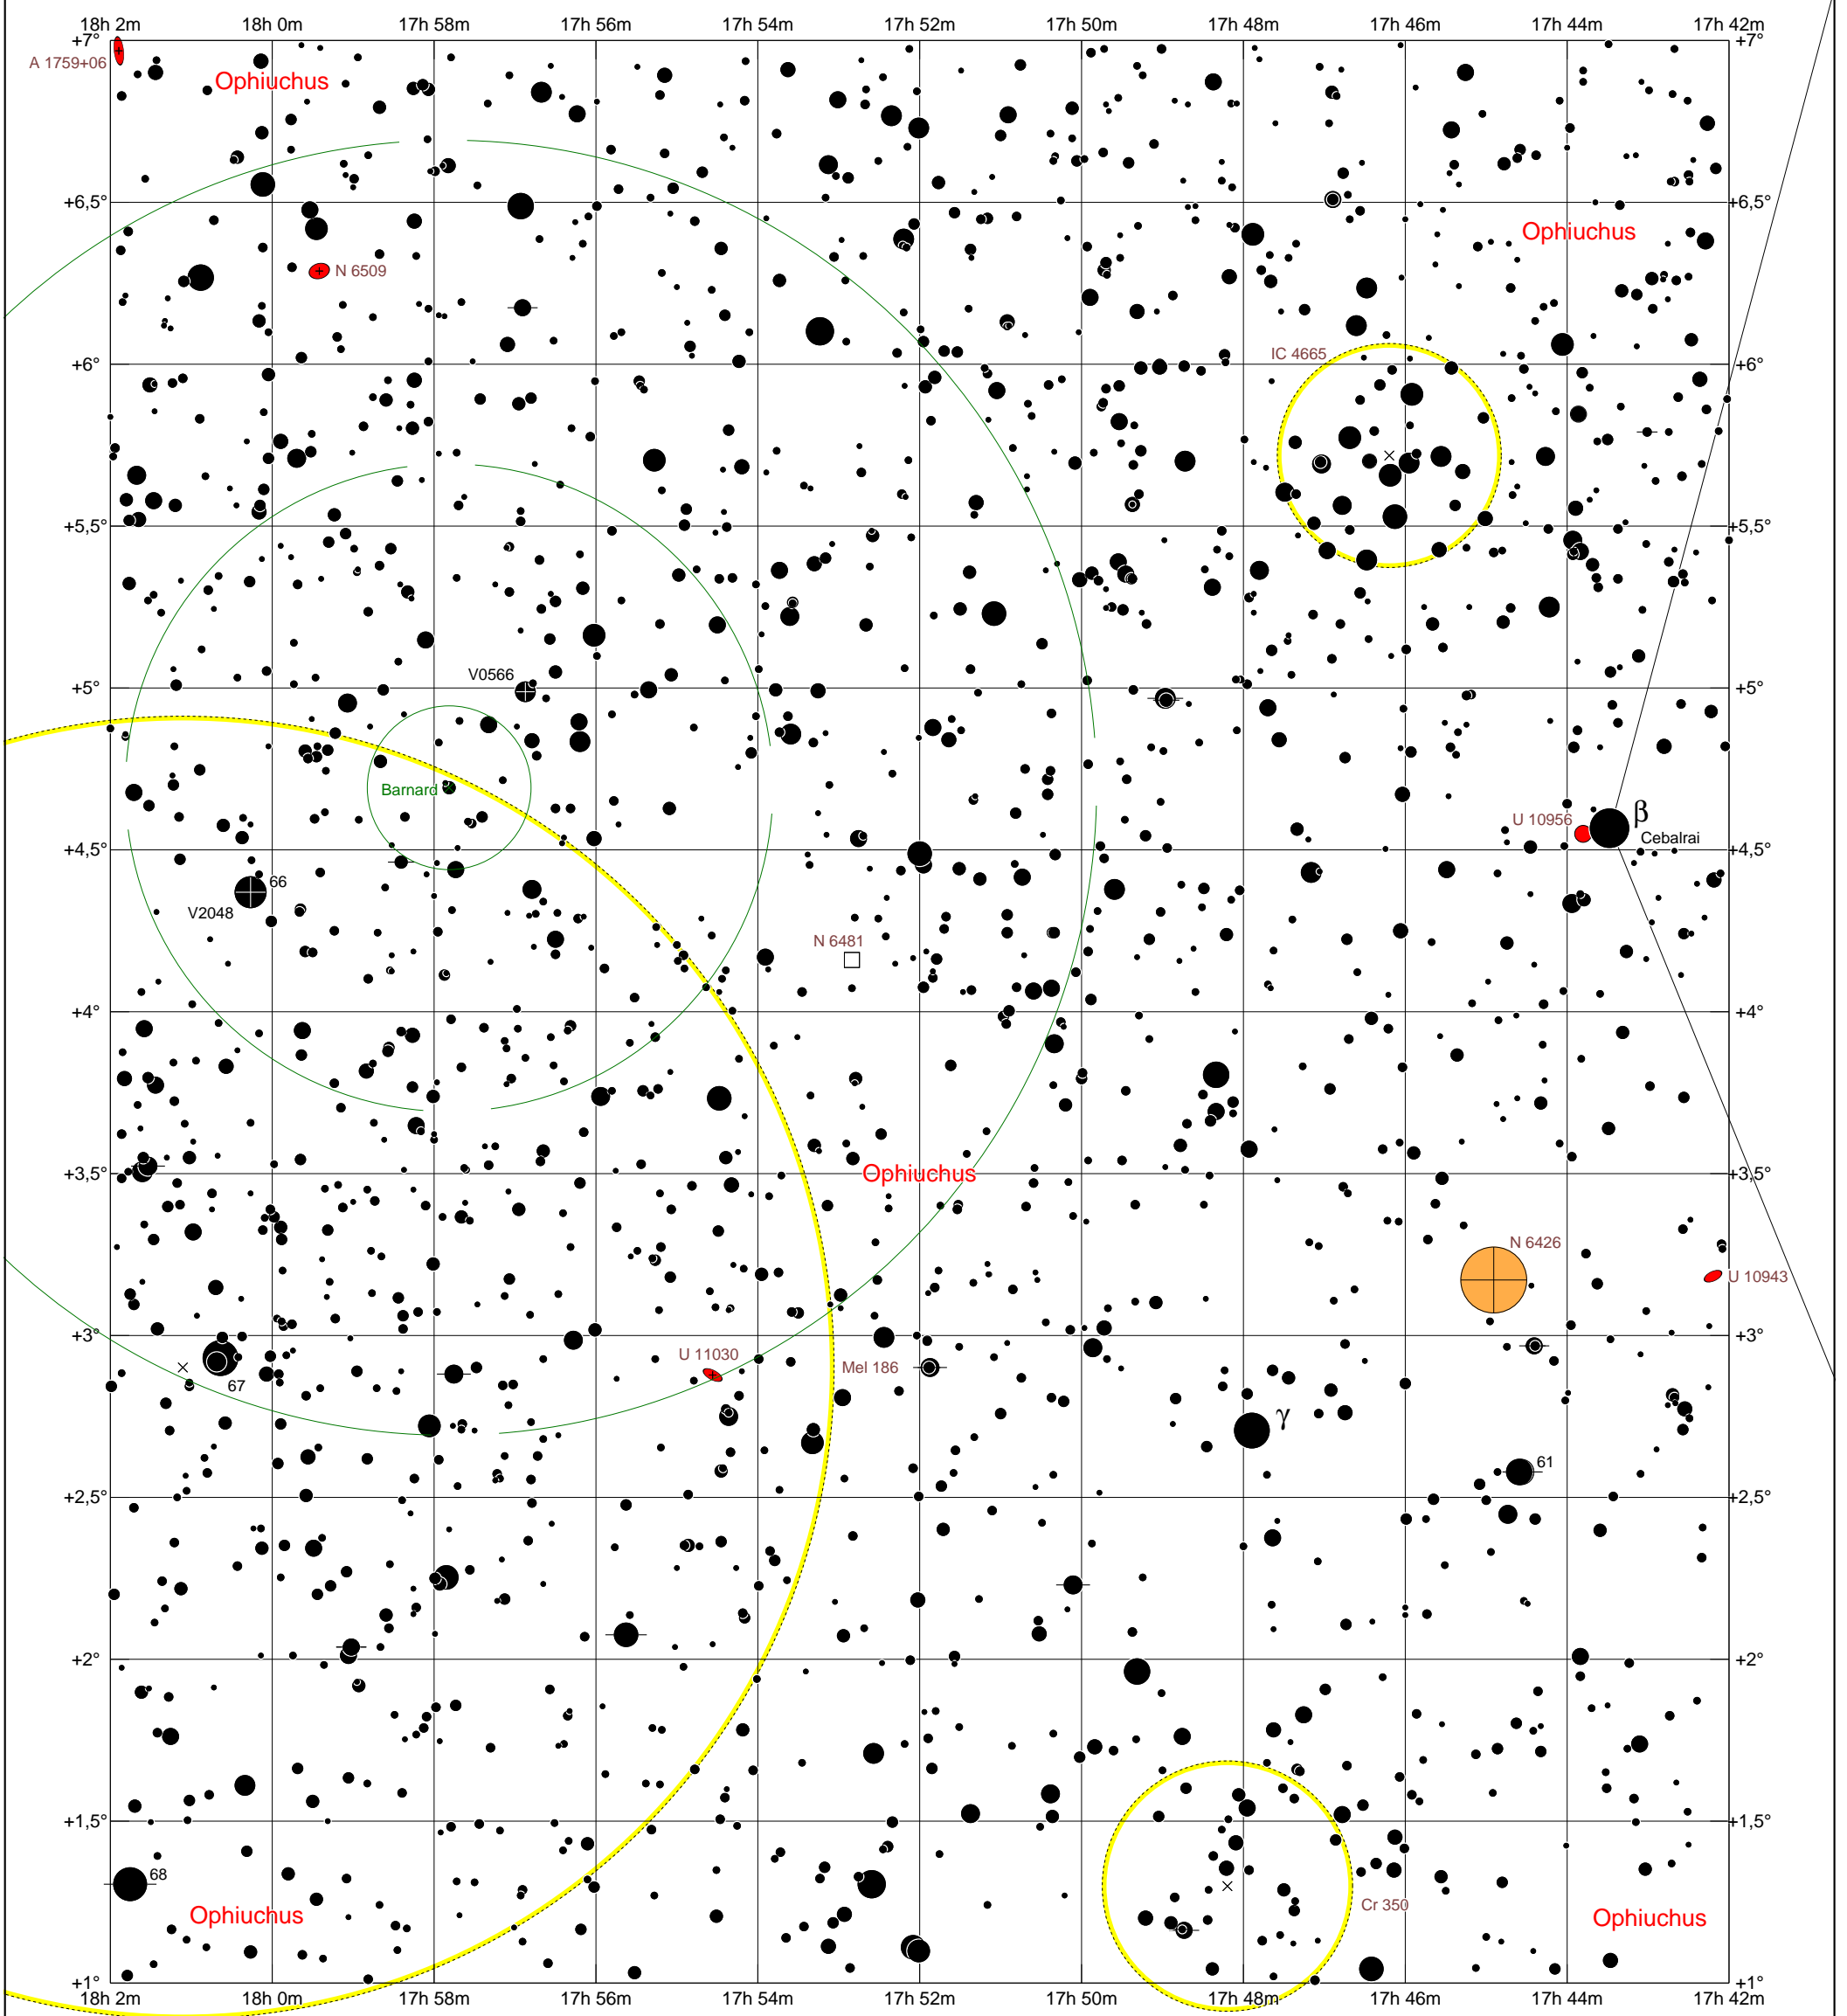 18h 2m 18h 0m 17h 58m 17h 56m 17h 54m 17h 52m 17h 50m 17h 48m 17h 46m 17h 44m 17h 42m
+7° +7°
A 1759+06
Ophiuchus
+6,5° +6,5°
Ophiuchus
N 6509
+6° +6°
IC 4665
+5,5° +5,5°
V0566
+5° +5°
Barnard
U 10956
β
Cebalrai
+4,5° +4,5°
66
V2048
N 6481
+4° +4°
+3,5° +3,5°
Ophiuchus
N 6426
U 10943
+3° +3°
U 11030
Mel 186
67
γ
61
+2,5° +2,5°
+2° +2°
+1,5° +1,5°
68
Cr 350
Ophiuchus
Ophiuchus
+1° +1°
18h 2m 18h 0m 17h 58m 17h 56m 17h 54m 17h 52m 17h 50m 17h 48m 17h 46m 17h 44m 17h 42m